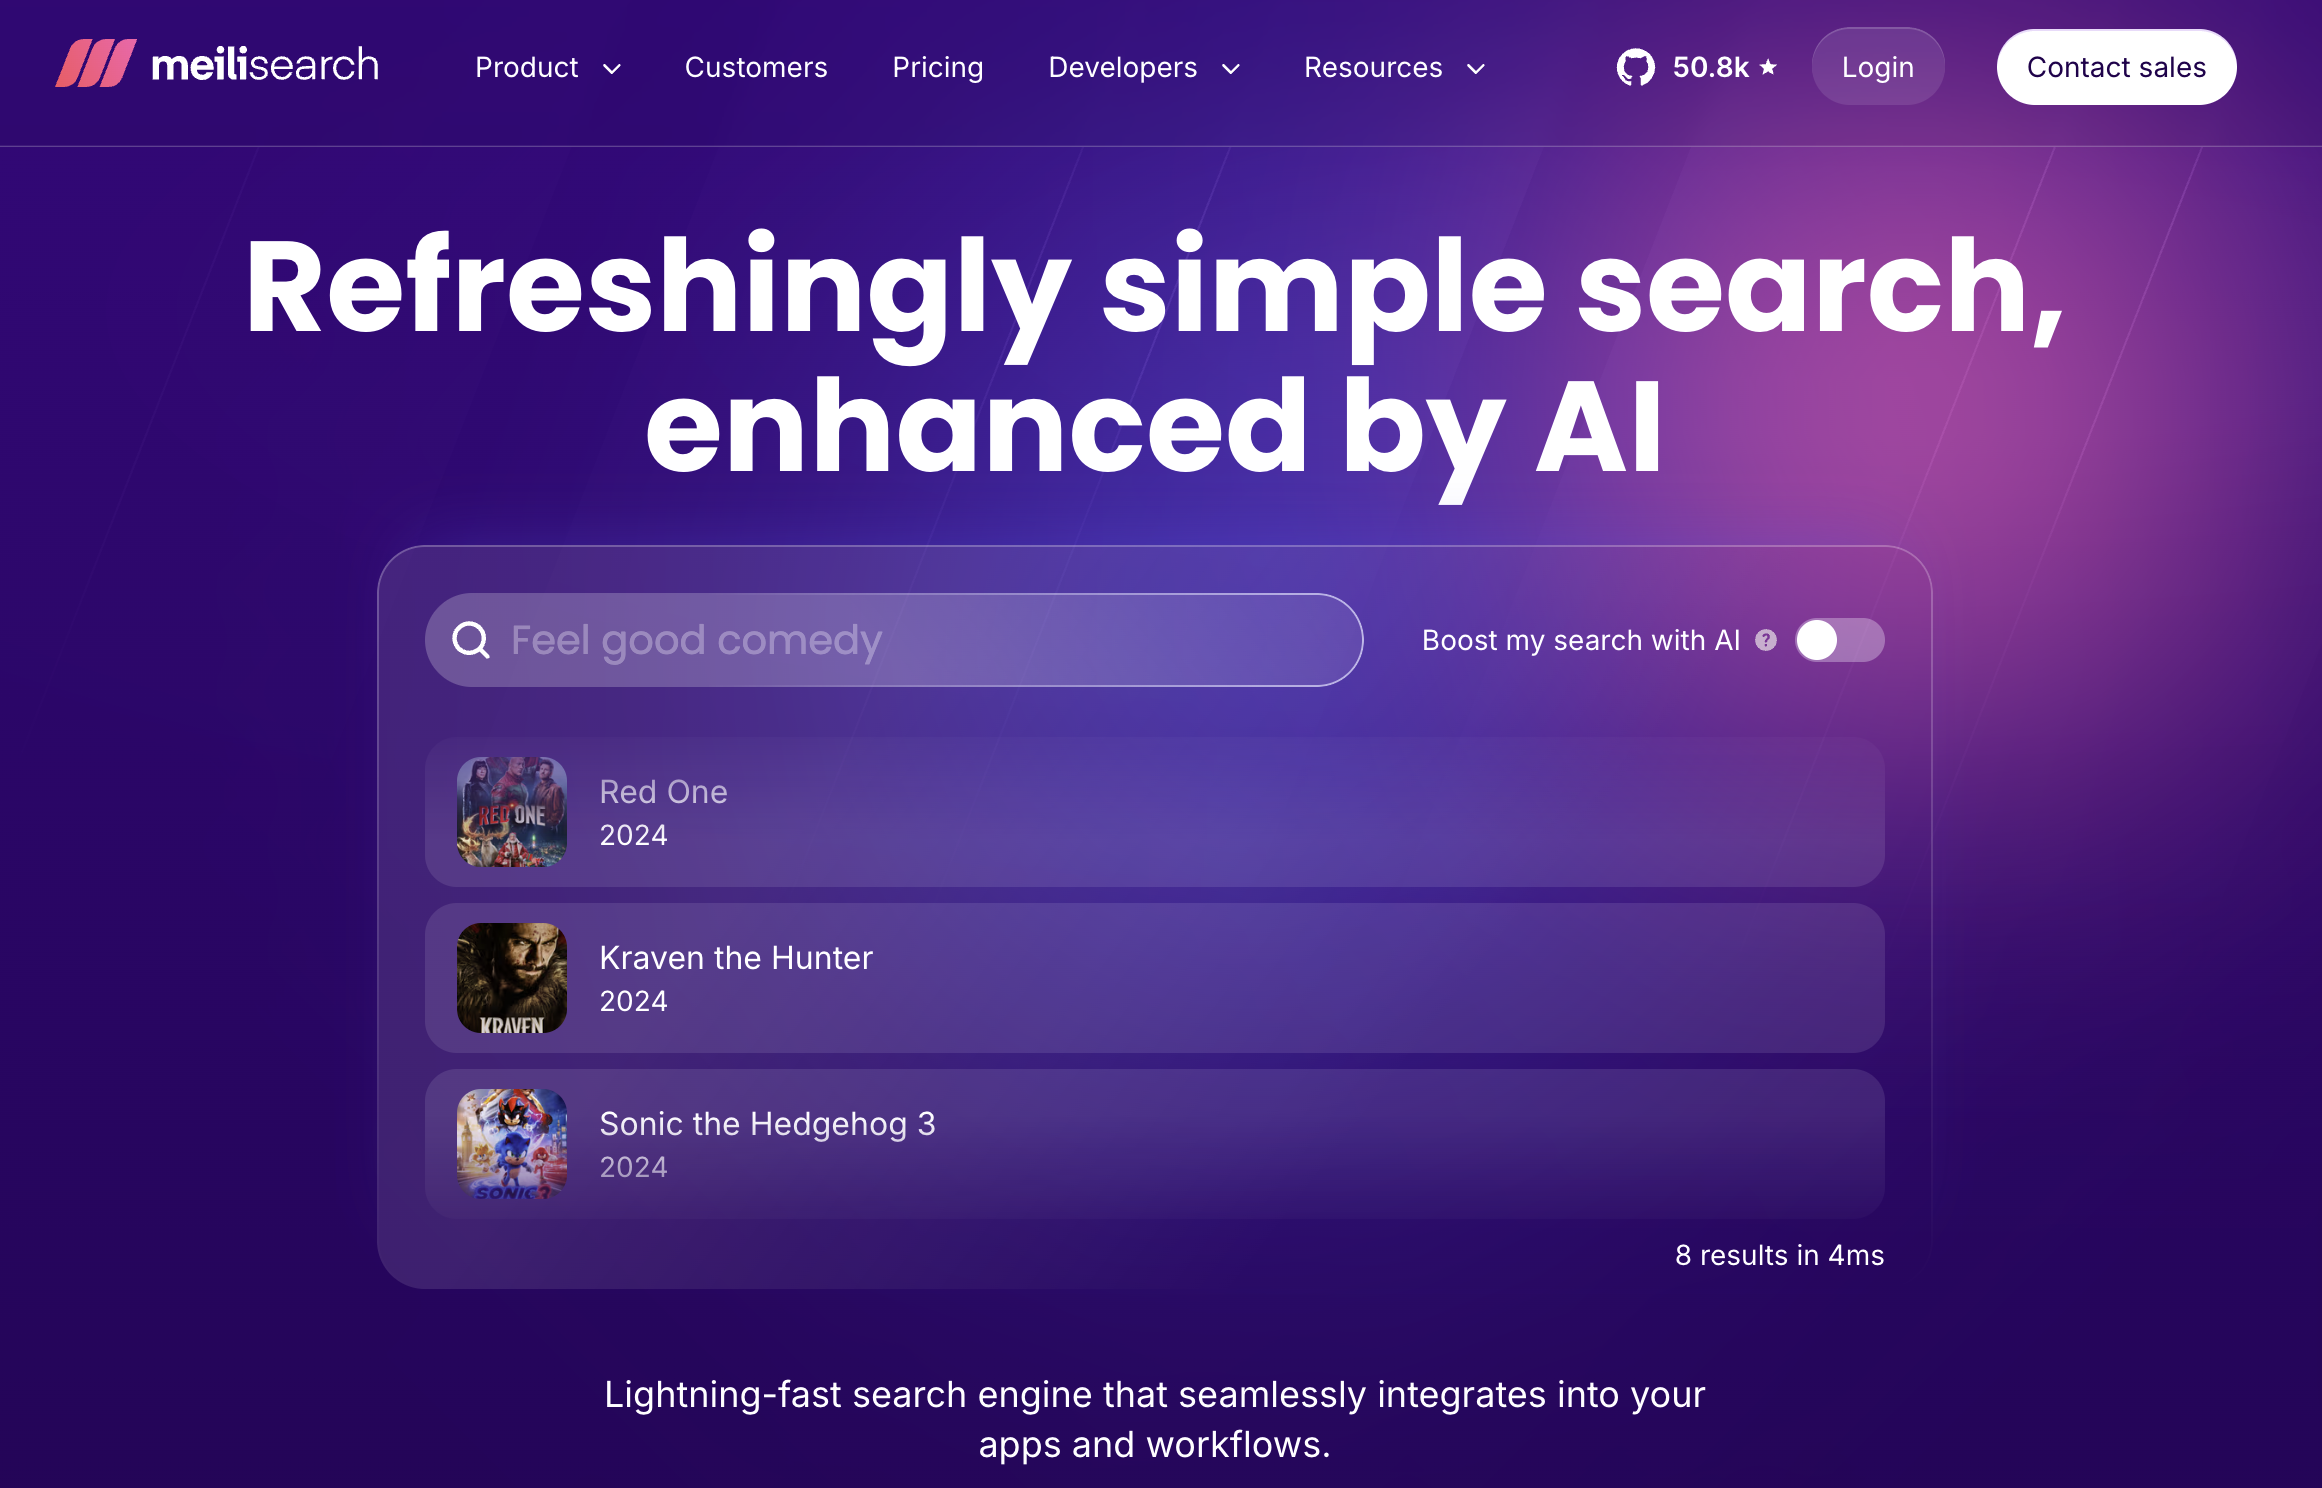 meilisearch
Product
Customers
Pricing
Developers
Resources
50.8k ★
Login
Contact sales
Refreshingly simple search,
enhanced by AI
Feel good comedy
Boost my search with AI ?
RED ONE
Red One
2024
KRAVEN
Kraven the Hunter
2024
SONIC 3
Sonic the Hedgehog 3
2024
8 results in 4ms
Lightning-fast search engine that seamlessly integrates into your
apps and workflows.